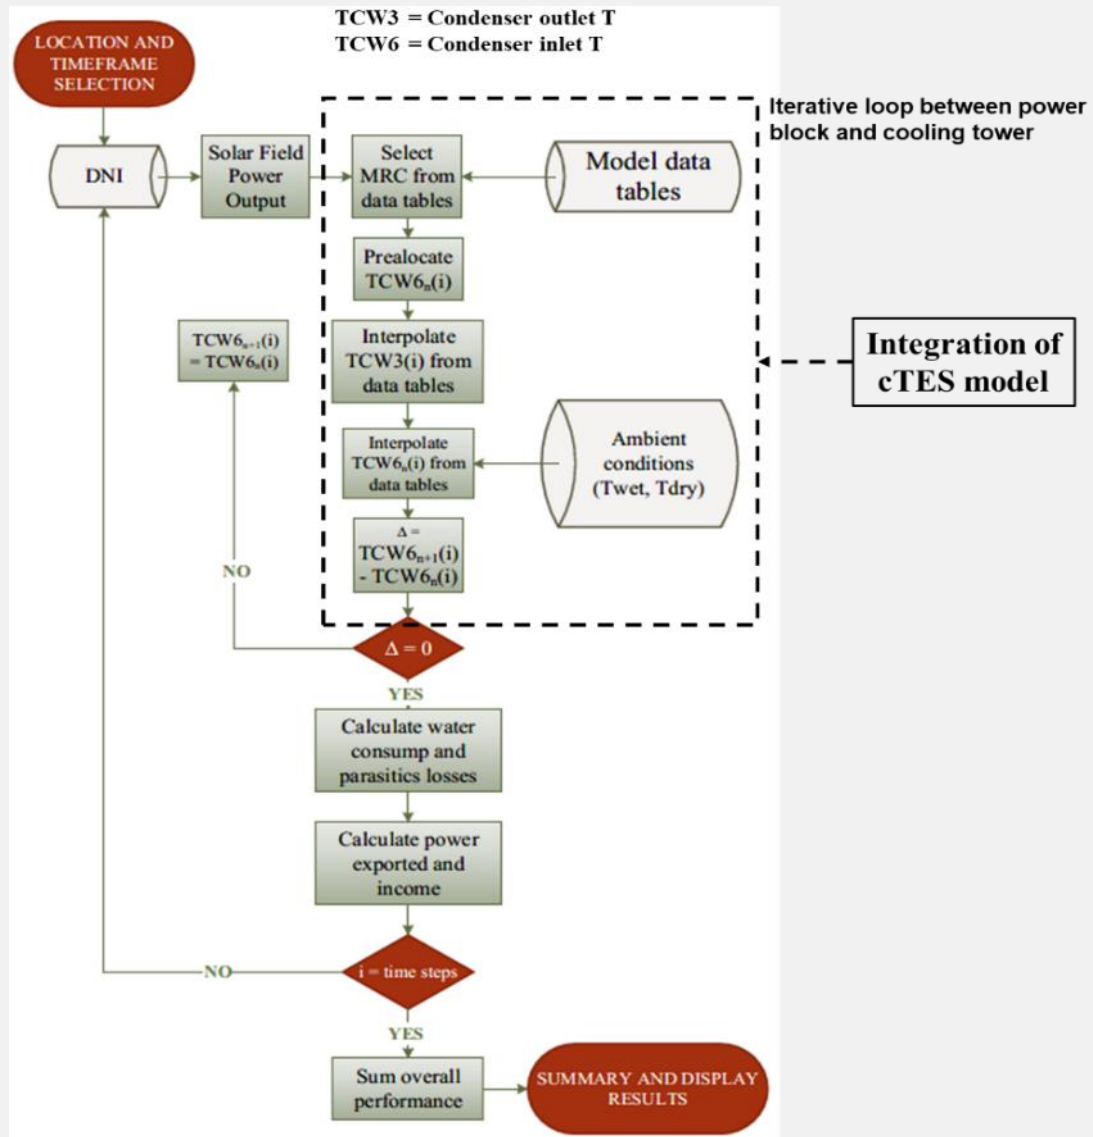 TCW3 = Condenser outlet T
TCW6 = Condenser inlet T
LOCATION AND
TIMEFRAME
SELECTION
Iterative loop between power
block and cooling tower
DNI
Solar Field
Power
Output
Select
MRC from
data tables
Model data
tables
Prealocate
TCW6ₙ(i)
TCW6ₙ₊₁(i)
= TCW6ₙ(i)
Interpolate
TCW3(i) from
data tables
Integration of
cTES model
Interpolate
TCW6ₙ(i) from
data tables
Ambient
conditions
(Twet, Tdry)
Δ =
TCW6ₙ₊₁(i)
- TCW6ₙ(i)
NO
Δ = 0
YES
Calculate water
consump and
parasitics losses
Calculate power
exported and
income
NO
i = time steps
YES
Sum overall
performance
SUMMARY AND DISPLAY
RESULTS